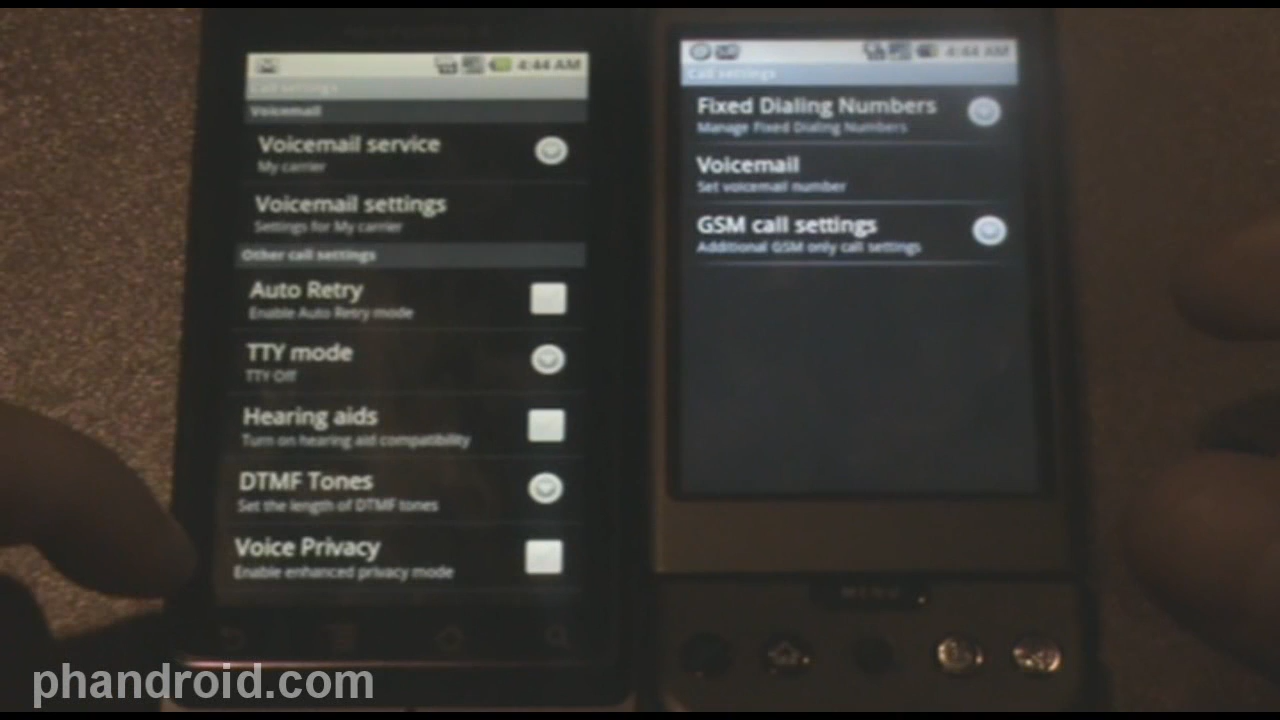 4:44 AM
Call settings
Voicemail
Voicemail service
My carrier
Voicemail settings
Settings for My carrier
Other call settings
Auto Retry
Enable Auto Retry mode
TTY mode
TTY Off
Hearing aids
Turn on hearing aid compatibility
DTMF Tones
Set the length of DTMF tones
Voice Privacy
Enable enhanced privacy mode
4:44 AM
Call settings
Fixed Dialing Numbers
Manage Fixed Dialing Numbers
Voicemail
Set voicemail number
GSM call settings
Additional GSM only call settings
MENU
phandroid.com